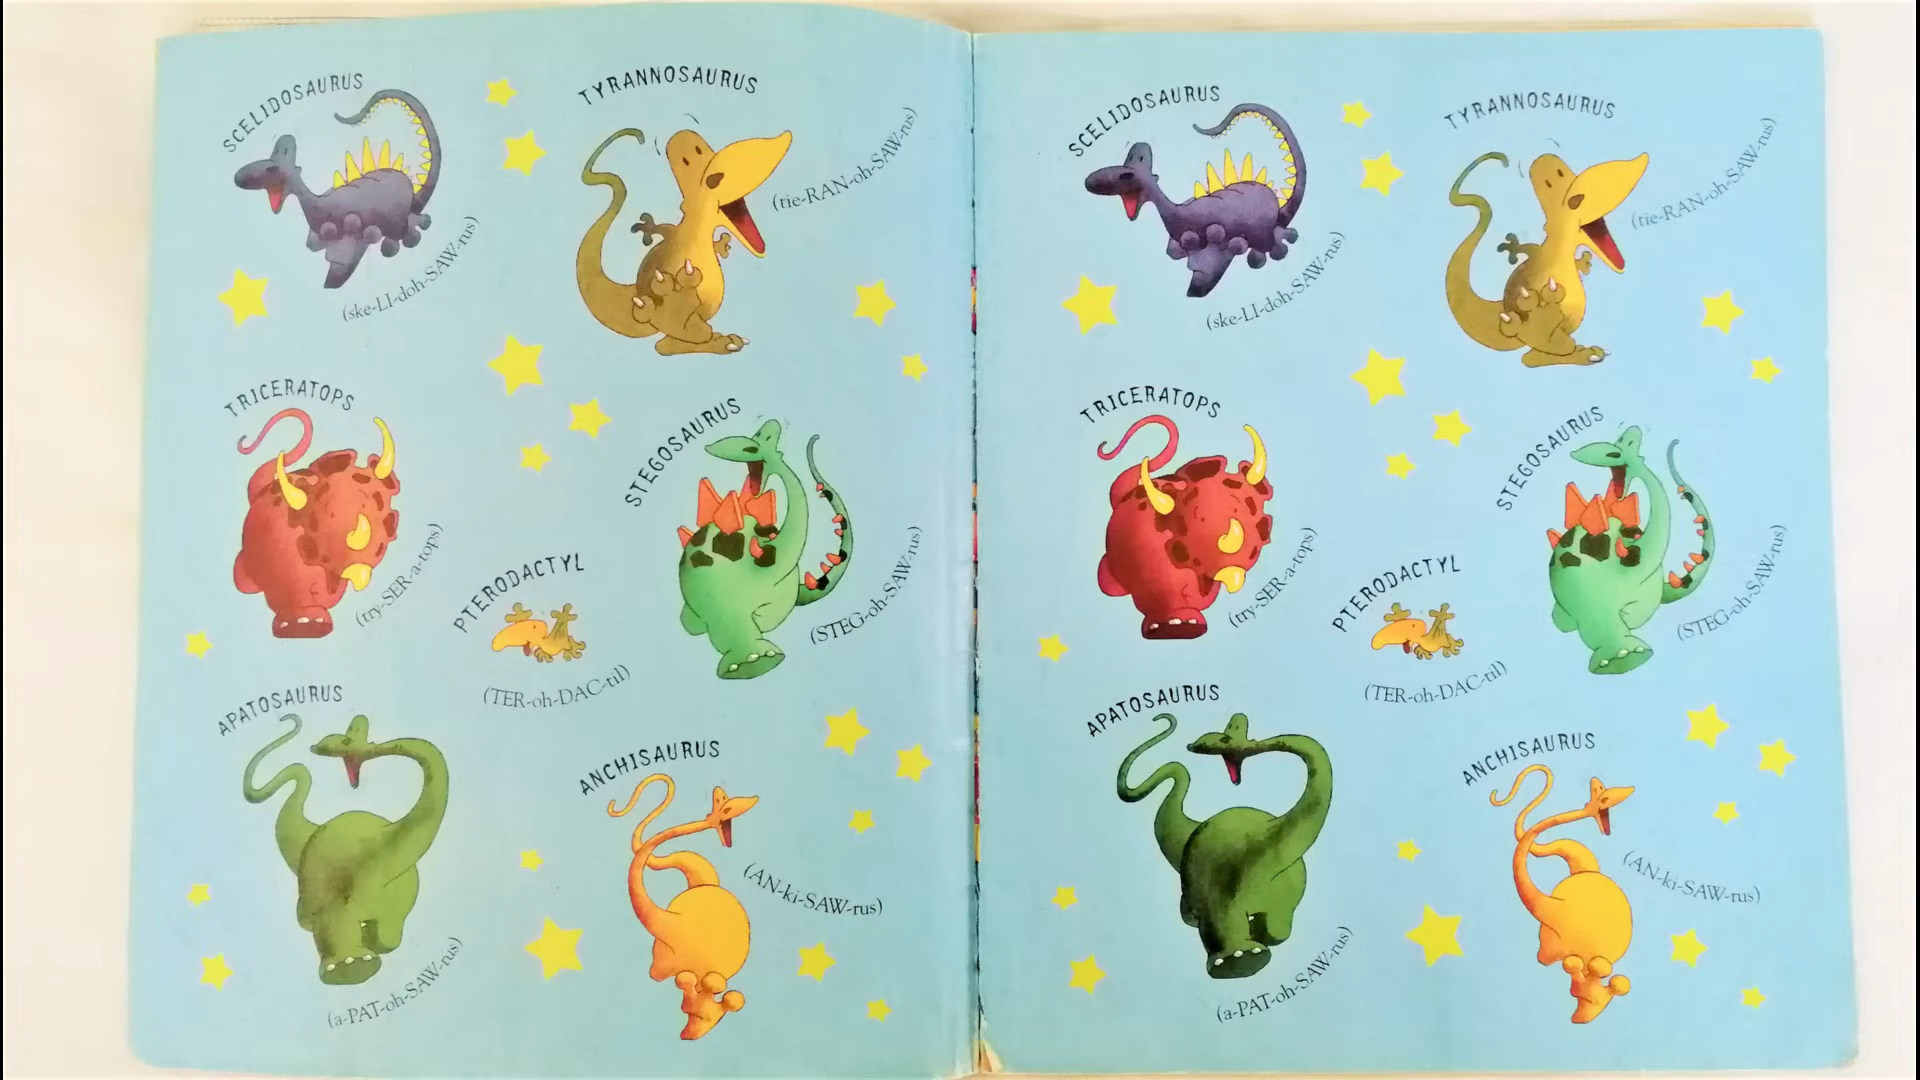 SCELIDOSAURUS
(ske-LI-doh-SAW-rus)
TYRANNOSAURUS
(tie-RAN-oh-SAW-rus)
TRICERATOPS
(try-SER-a-tops)
STEGOSAURUS
(STEG-oh-SAW-rus)
PTERODACTYL
(TER-oh-DAC-til)
APATOSAURUS
(a-PAT-oh-SAW-rus)
ANCHISAURUS
(AN-ki-SAW-rus)
SCELIDOSAURUS
(ske-LI-doh-SAW-rus)
TYRANNOSAURUS
(tie-RAN-oh-SAW-rus)
TRICERATOPS
(try-SER-a-tops)
STEGOSAURUS
(STEG-oh-SAW-rus)
PTERODACTYL
(TER-oh-DAC-til)
APATOSAURUS
(a-PAT-oh-SAW-rus)
ANCHISAURUS
(AN-ki-SAW-rus)